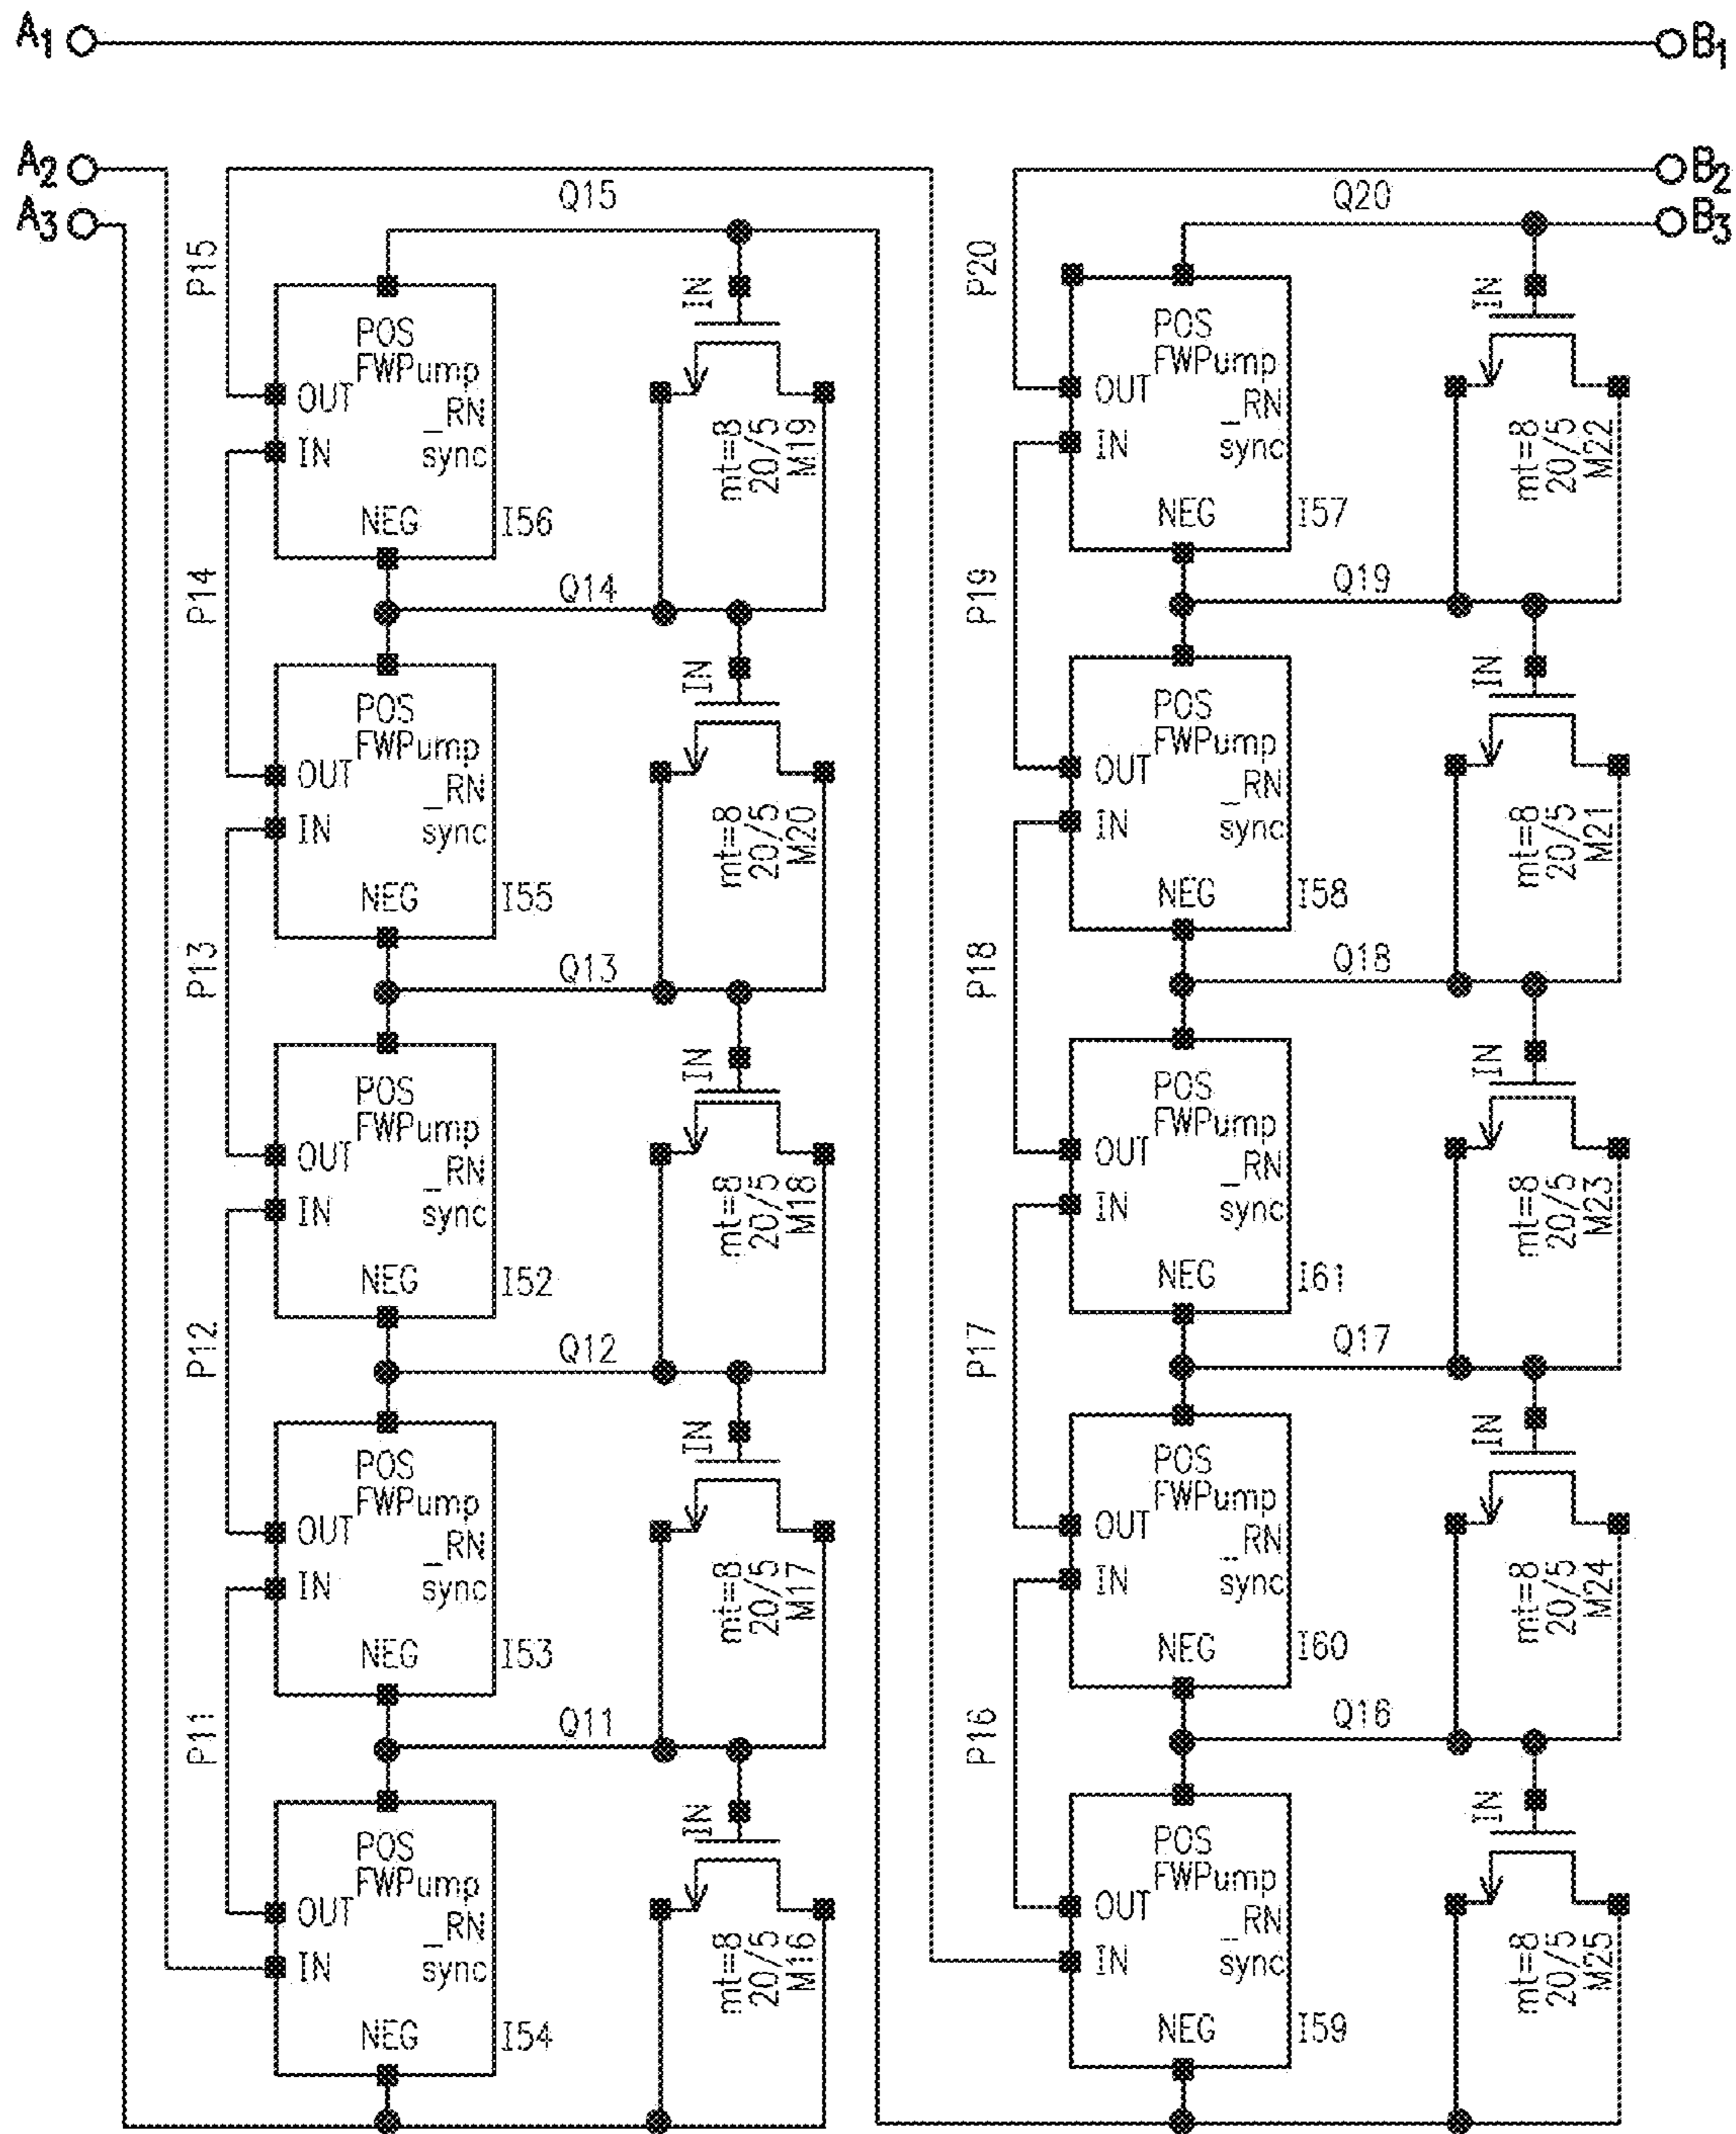 A1
B1
A2
B2
A3
B3
Q15
P15
IN
POS
FWPump
_RN
sync
OUT
IN
NEG
I56
mt=8
20/5
M19
Q14
P14
IN
POS
FWPump
_RN
sync
OUT
IN
NEG
I55
mt=8
20/5
M20
Q13
P13
IN
POS
FWPump
_RN
sync
OUT
IN
NEG
I52
mt=8
20/5
M18
Q12
P12
IN
POS
FWPump
_RN
sync
OUT
IN
NEG
I53
mt=8
20/5
M17
Q11
P11
IN
POS
FWPump
_RN
sync
OUT
IN
NEG
I54
mt=8
20/5
M16
Q20
P20
IN
POS
FWPump
_RN
sync
OUT
IN
NEG
I57
mt=8
20/5
M22
Q19
P19
IN
POS
FWPump
_RN
sync
OUT
IN
NEG
I58
mt=8
20/5
M21
Q18
P18
IN
POS
FWPump
_RN
sync
OUT
IN
NEG
I61
mt=8
20/5
M23
Q17
P17
IN
POS
FWPump
_RN
sync
OUT
IN
NEG
I60
mt=8
20/5
M24
Q16
P16
IN
POS
FWPump
_RN
sync
OUT
IN
NEG
I59
mt=8
20/5
M25